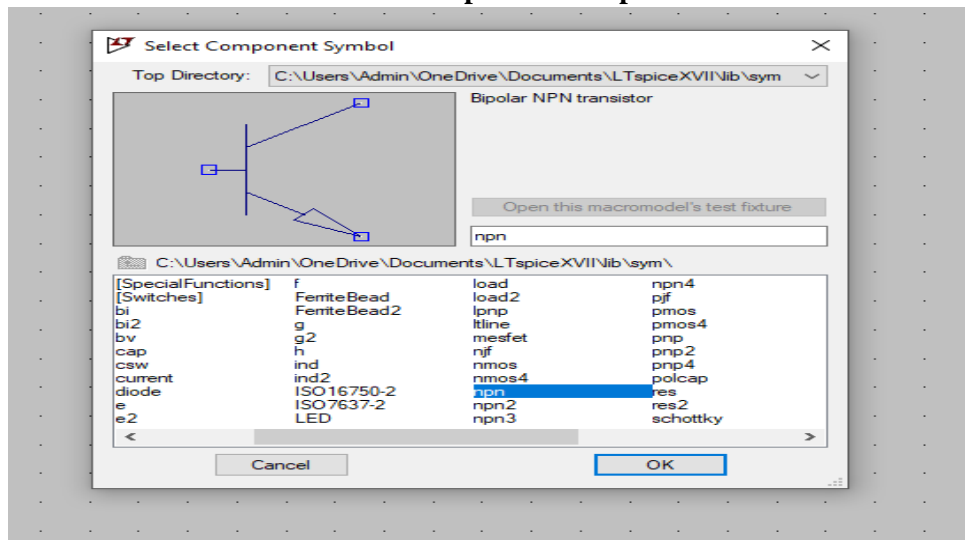 Select Component Symbol
Top Directory: C:\Users\Admin\OneDrive\Documents\LTspiceXVII\lib\sym
Bipolar NPN transistor
Open this macromodel's test fixture
npn
C:\Users\Admin\OneDrive\Documents\LTspiceXVII\lib\sym\
[SpecialFunctions] f load npn4
[Switches] FerriteBead load2 pjf
bi FerriteBead2 lpnp pmos
bi2 g ltline pmos4
bv g2 mesfet pnp
cap h njf pnp2
csw ind nmos pnp4
current ind2 nmos4 polcap
diode ISO16750-2 npn res
e ISO7637-2 npn2 res2
e2 LED npn3 schottky
Cancel OK